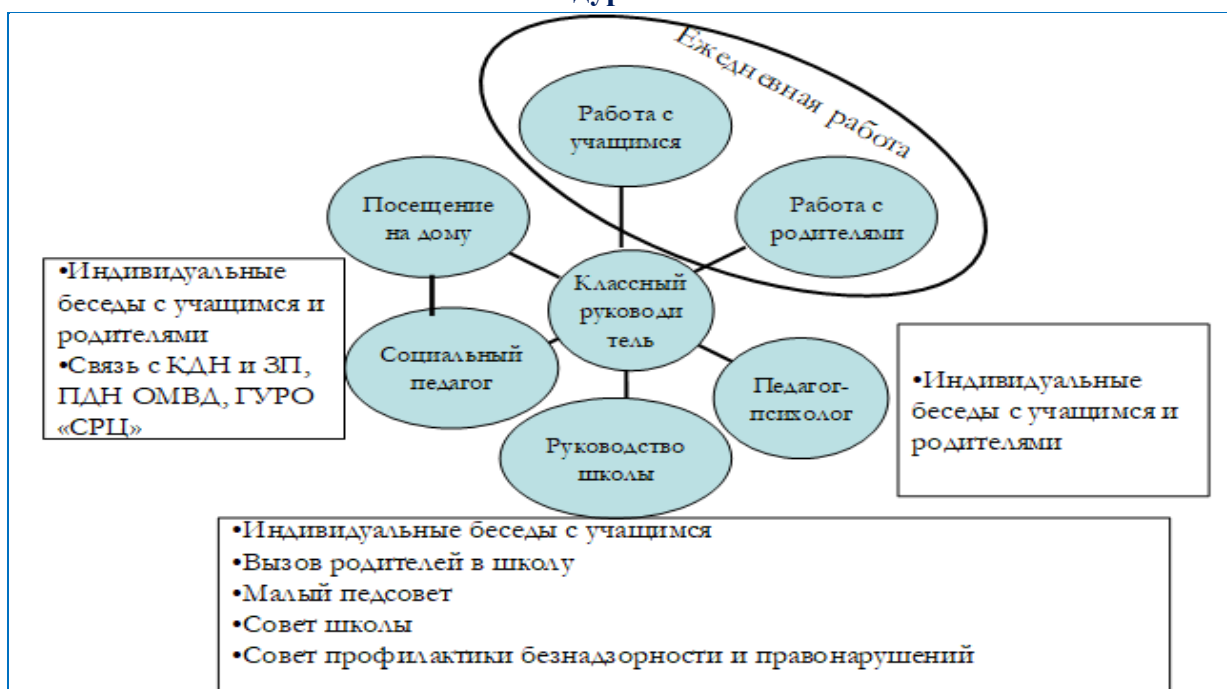 Ежедневная работа
Работа с
учащимся
Посещение
на дому
Работа с
родителями
Классный
руководи
тель
•Индивидуальные
беседы с учащимся и
родителями
•Связь с КДН и ЗП,
ПДН ОМВД, ГУРО
«СРЦ»
Социальный
педагог
Педагог-
психолог
•Индивидуальные
беседы с учащимся и
родителями
Руководство
школы
•Индивидуальные беседы с учащимся
•Вызов родителей в школу
•Малый педсовет
•Совет школы
•Совет профилактики безнадзорности и правонарушений